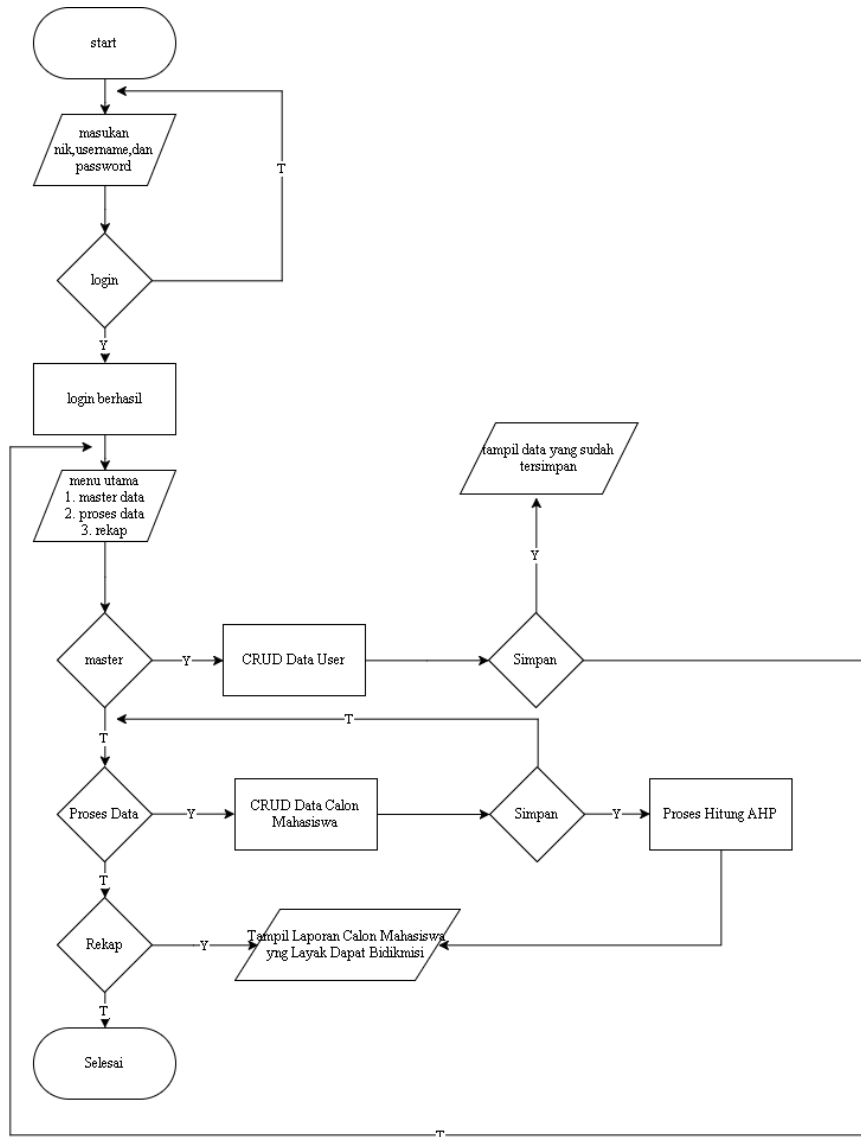 start
masukan
nik,username,dan
password
T
login
Y
login berhasil
menu utama
1. master data
2. proses data
3. rekap
tampil data yang sudah
tersimpan
Y
master
Y
CRUD Data User
Simpan
T
T
Proses Data
Y
CRUD Data Calon
Mahasiswa
Simpan
Y
Proses Hitung AHP
T
Rekap
Y
Tampil Laporan Calon Mahasiswa
yng Layak Dapat Bidikmisi
T
Selesai
T